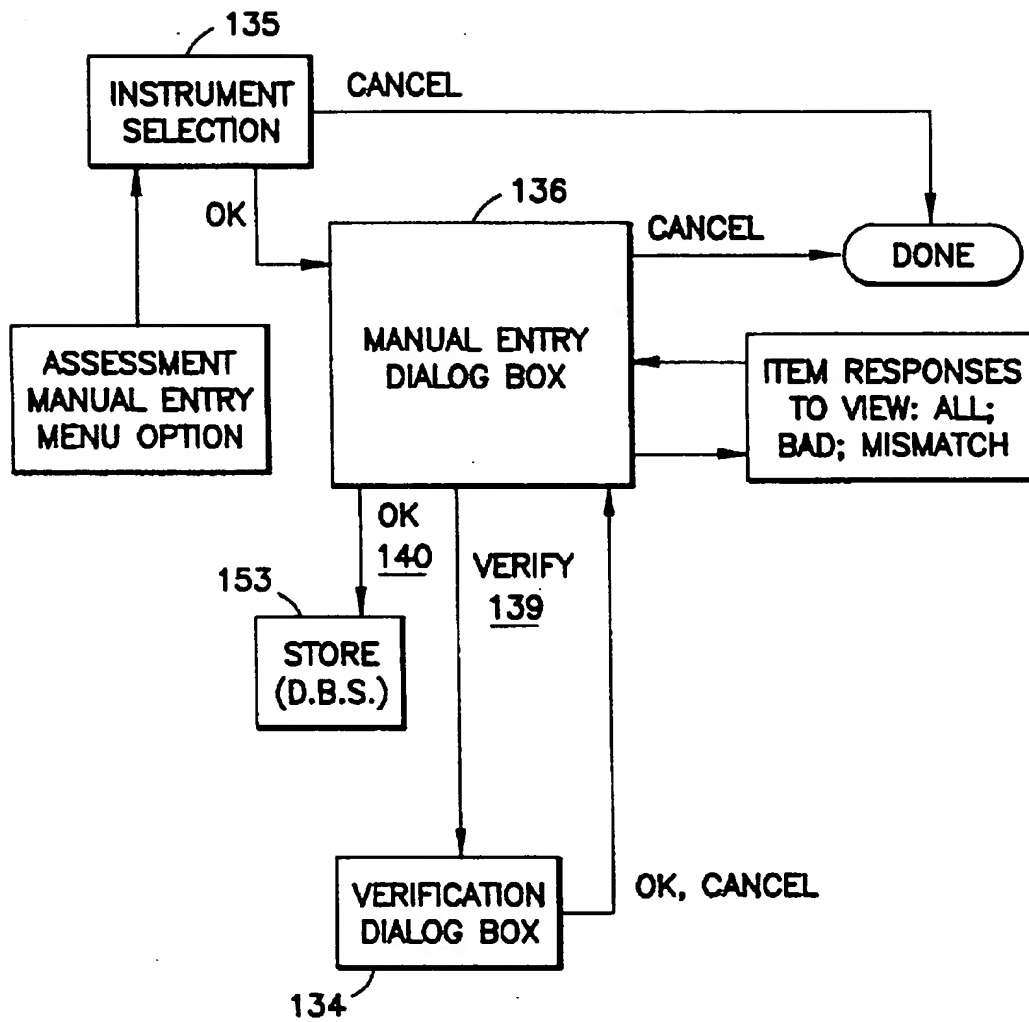 135
INSTRUMENT
SELECTION
CANCEL
OK
136
CANCEL
DONE
MANUAL ENTRY
DIALOG BOX
ASSESSMENT
MANUAL ENTRY
MENU OPTION
ITEM RESPONSES
TO VIEW: ALL;
BAD; MISMATCH
OK
140
VERIFY
139
153
STORE
(D.B.S.)
VERIFICATION
DIALOG BOX
OK, CANCEL
134